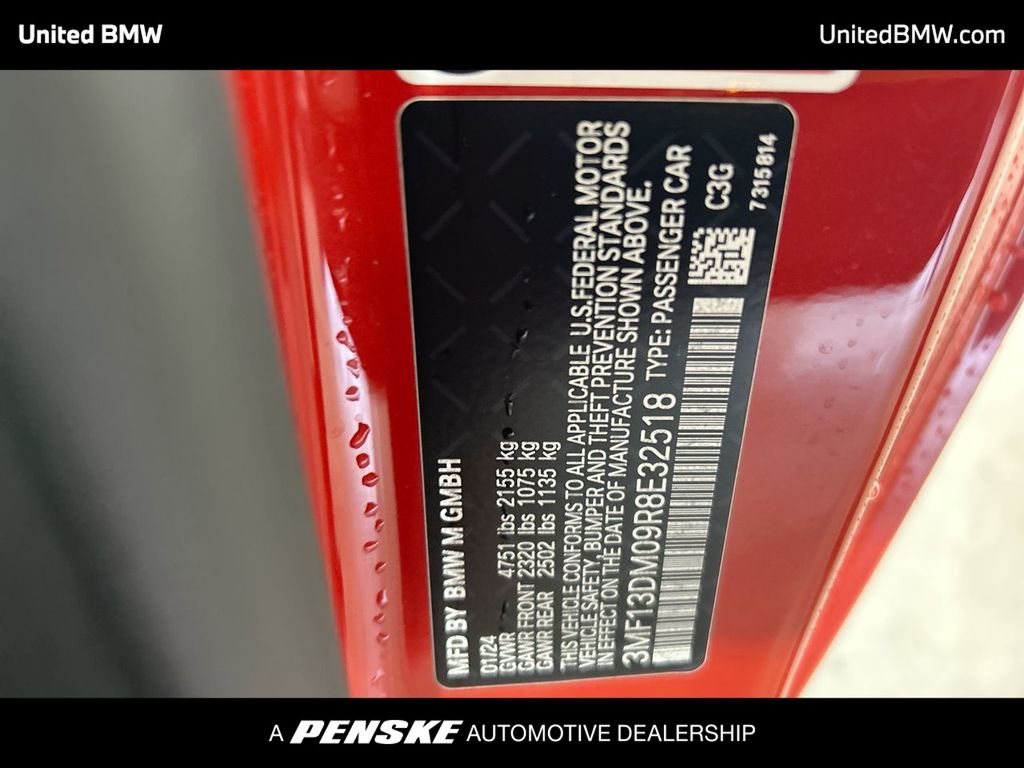 United BMW
UnitedBMW.com
MFD BY BMW M GMBH
01/24
GVWR 4751 lbs 2155 kg
GAWR FRONT 2320 lbs 1075 kg
GAWR REAR 2502 lbs 1135 kg
THIS VEHICLE CONFORMS TO ALL APPLICABLE U.S.FEDERAL MOTOR
VEHICLE SAFETY, BUMPER AND THEFT PREVENTION STANDARDS
IN EFFECT ON THE DATE OF MANUFACTURE SHOWN ABOVE.
3MF13DM09R8E32518 TYPE: PASSENGER CAR
C3G
7315814
A PENSKE AUTOMOTIVE DEALERSHIP